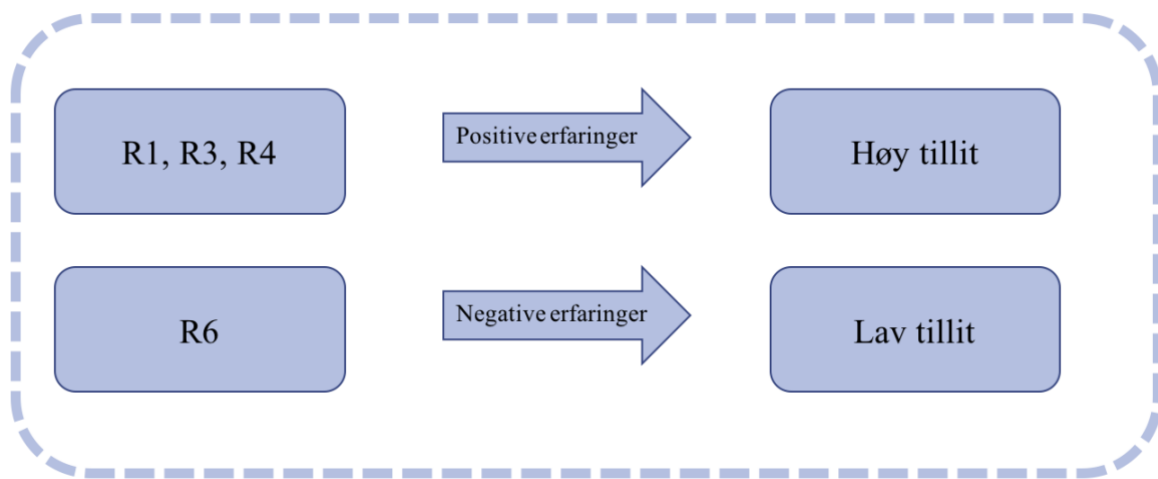 R1, R3, R4
Positive erfaringer
Høy tillit
R6
Negative erfaringer
Lav tillit